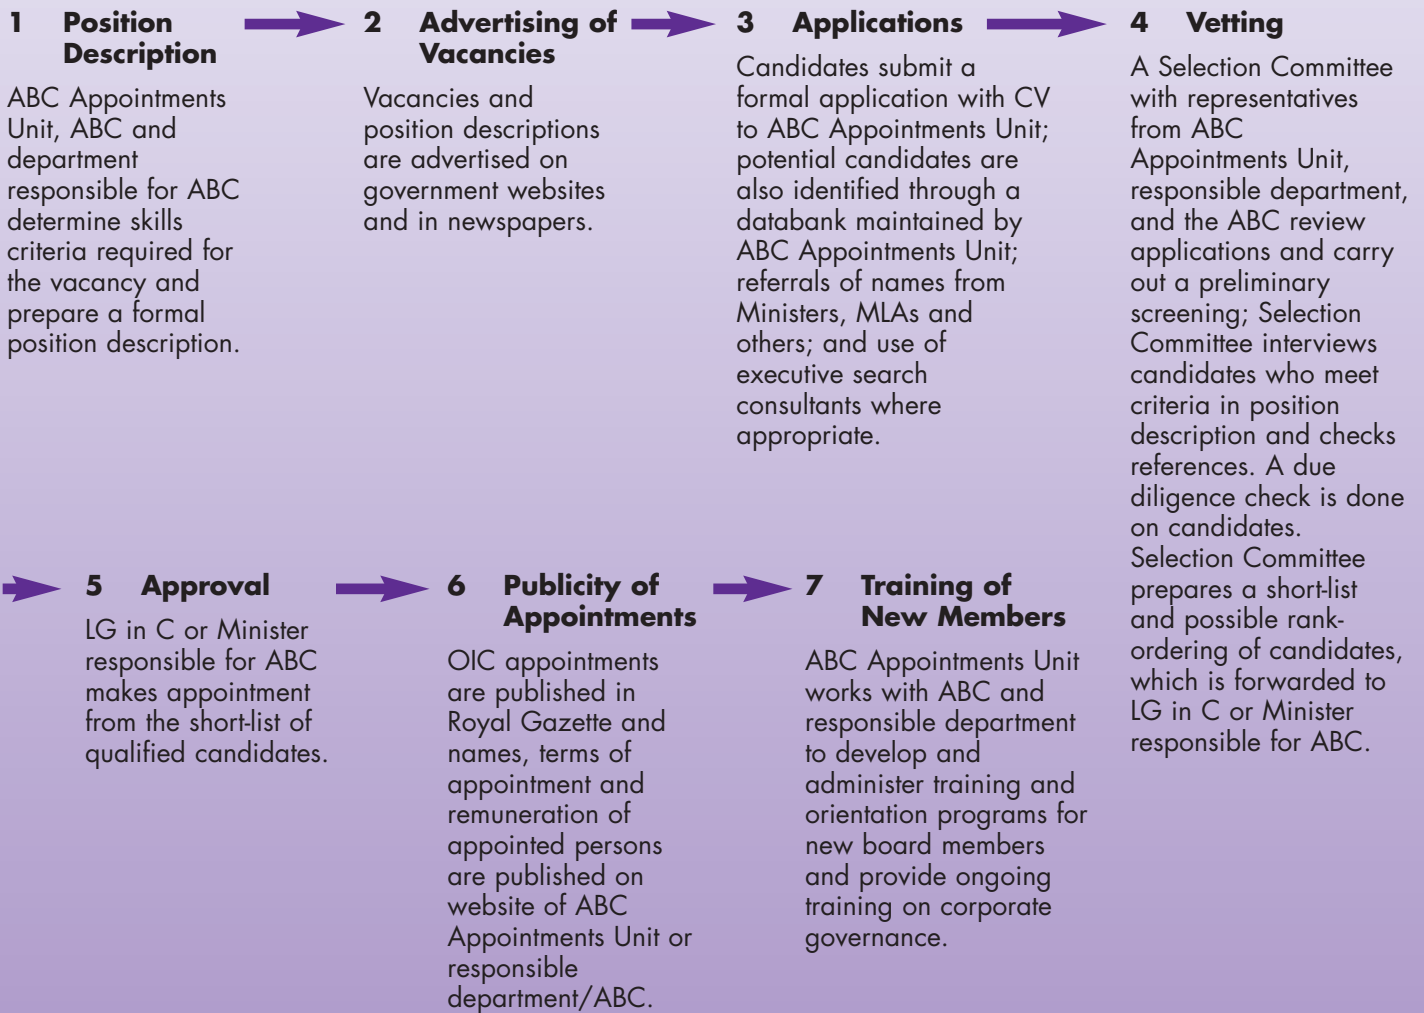 1 Position
Description
ABC Appointments
Unit, ABC and
department
responsible for ABC
determine skills
criteria required for
the vacancy and
prepare a formal
position description.
2 Advertising of
Vacancies
Vacancies and
position descriptions
are advertised on
government websites
and in newspapers.
3 Applications
Candidates submit a
formal application with CV
to ABC Appointments Unit;
potential candidates are
also identified through a
databank maintained by
ABC Appointments Unit;
referrals of names from
Ministers, MLAs and
others; and use of
executive search
consultants where
appropriate.
4 Vetting
A Selection Committee
with representatives
from ABC
Appointments Unit,
responsible department,
and the ABC review
applications and carry
out a preliminary
screening; Selection
Committee interviews
candidates who meet
criteria in position
description and checks
references. A due
diligence check is done
on candidates.
Selection Committee
prepares a short-list
and possible rank-
ordering of candidates,
which is forwarded to
LG in C or Minister
responsible for ABC.
5 Approval
LG in C or Minister
responsible for ABC
makes appointment
from the short-list of
qualified candidates.
6 Publicity of
Appointments
OIC appointments
are published in
Royal Gazette and
names, terms of
appointment and
remuneration of
appointed persons
are published on
website of ABC
Appointments Unit or
responsible
department/ABC.
7 Training of
New Members
ABC Appointments Unit
works with ABC and
responsible department
to develop and
administer training and
orientation programs for
new board members
and provide ongoing
training on corporate
governance.